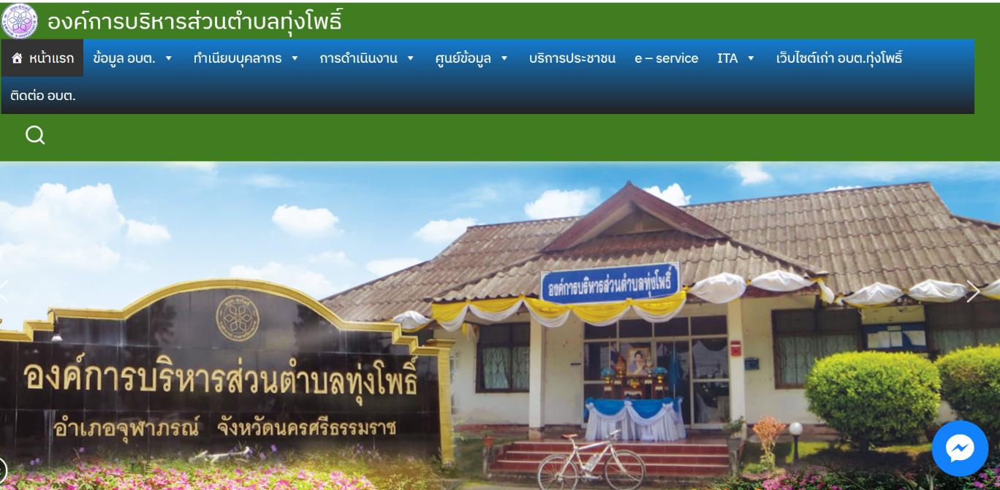 องค์การบริหารส่วนตำบลทุ่งโพธิ์
หน้าแรก ข้อมูล อบต. ทำเนียบบุคลากร การดำเนินงาน ศูนย์ข้อมูล บริการประชาชน e – service ITA เว็บไซต์เก่า อบต.ทุ่งโพธิ์
ติดต่อ อบต.
องค์การบริหารส่วนตำบลทุ่งโพธิ์
องค์การบริหารส่วนตำบลทุ่งโพธิ์
อำเภอจุฬาภรณ์ จังหวัดนครศรีธรรมราช